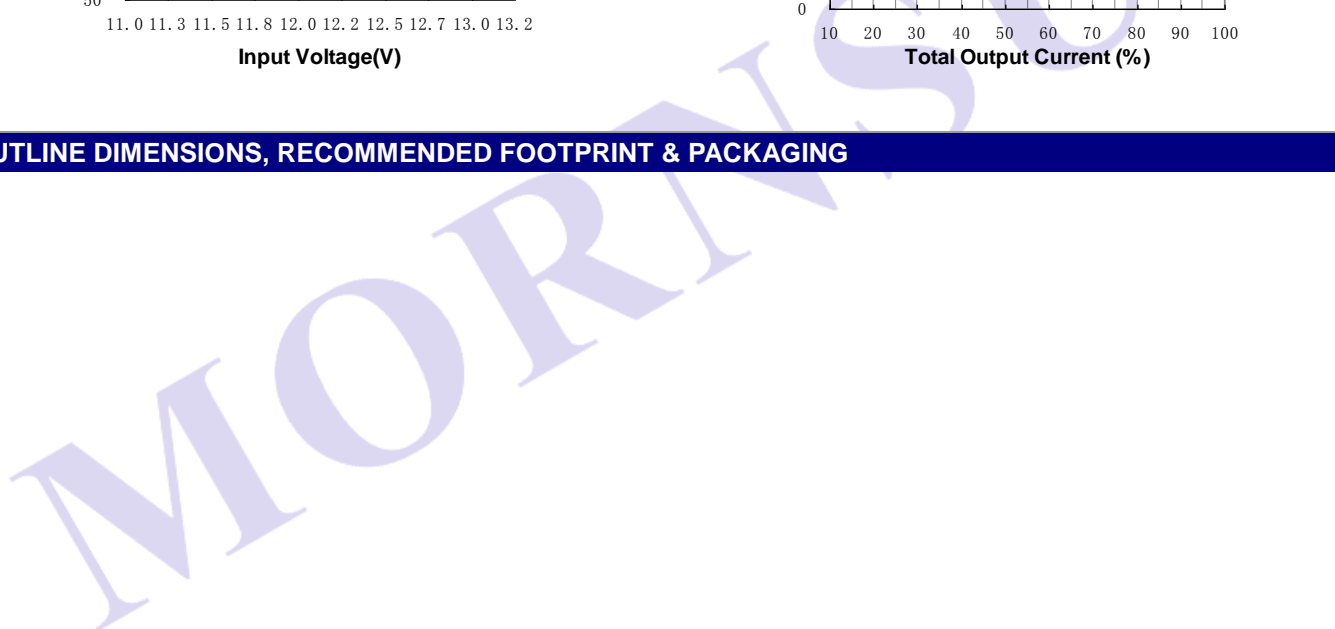 50
11.0 11.3 11.5 11.8 12.0 12.2 12.5 12.7 13.0 13.2
Input Voltage(V)
0
10 20 30 40 50 60 70 80 90 100
Total Output Current (%)
UTLINE DIMENSIONS, RECOMMENDED FOOTPRINT & PACKAGING
MORNSU